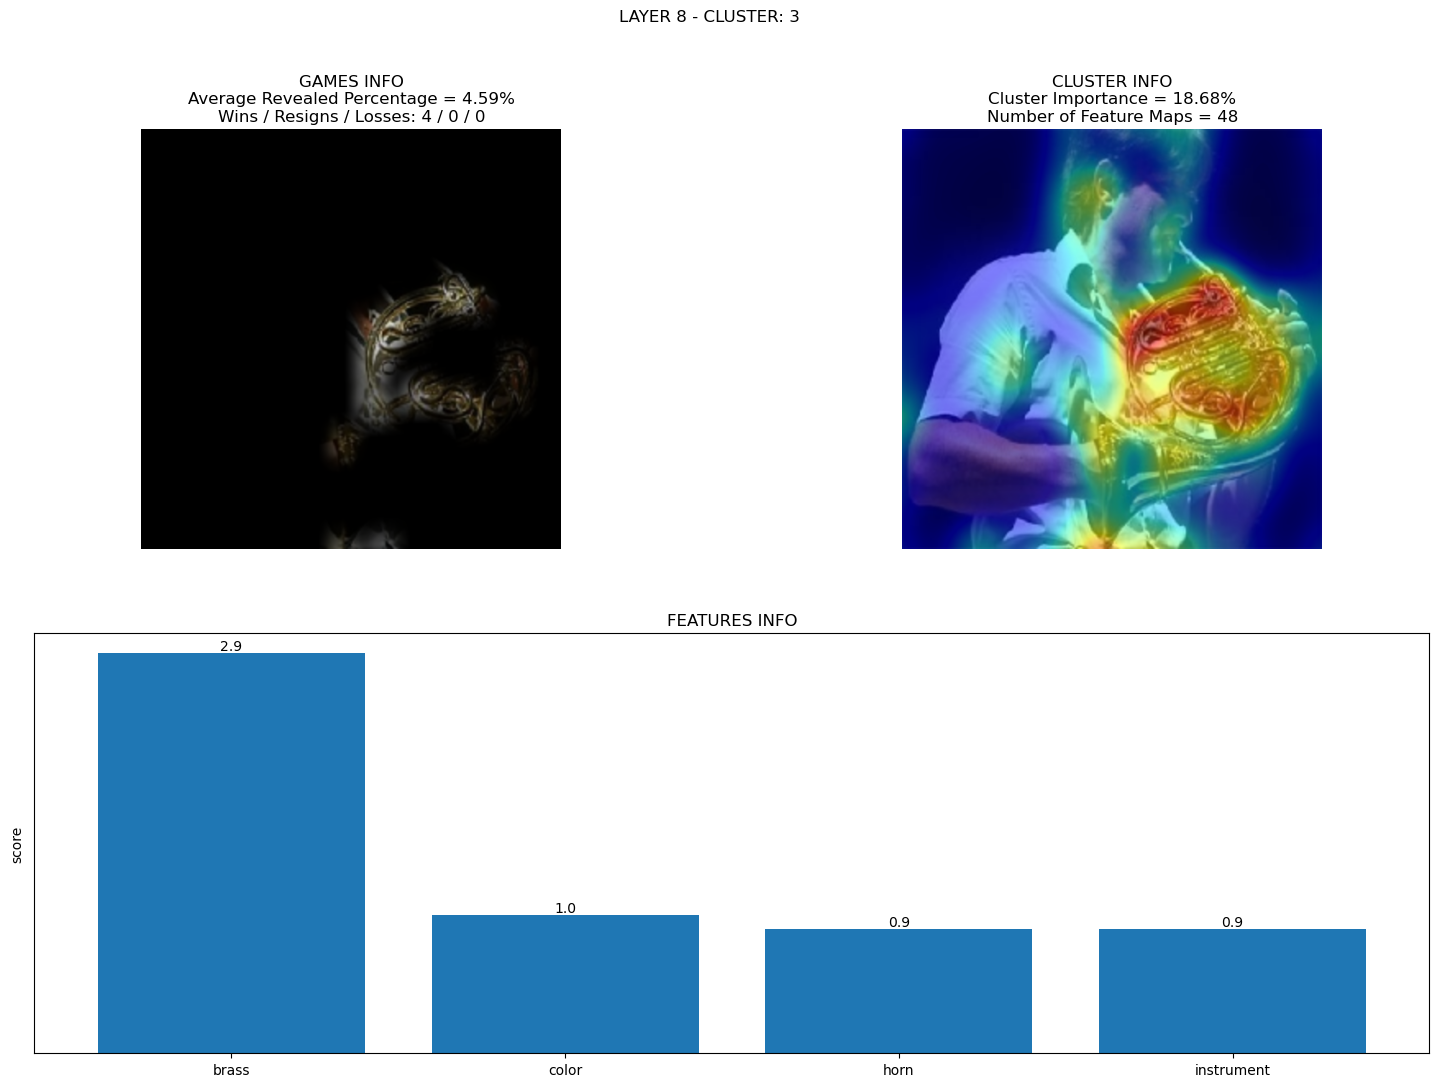 LAYER 8 - CLUSTER: 3
GAMES INFO
Average Revealed Percentage = 4.59%
Wins / Resigns / Losses: 4 / 0 / 0
CLUSTER INFO
Cluster Importance = 18.68%
Number of Feature Maps = 48
FEATURES INFO
score
2.9
1.0
0.9
0.9
brass
color
horn
instrument